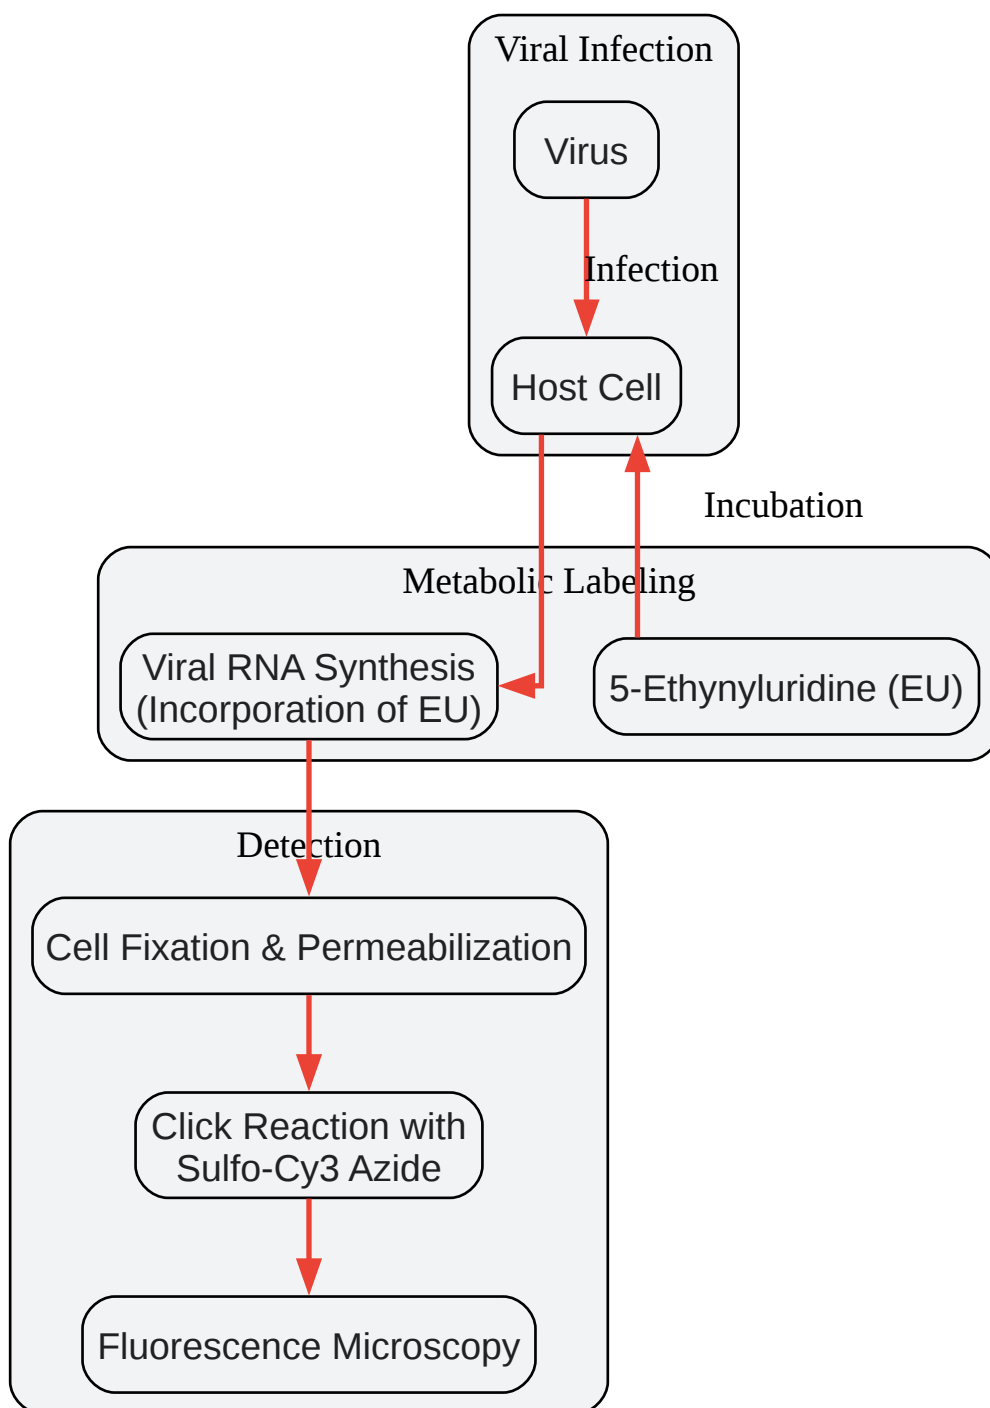 Viral Infection
Virus
Infection
Host Cell
Incubation
Metabolic Labeling
Viral RNA Synthesis
(Incorporation of EU)
5-Ethynyluridine (EU)
Detection
Cell Fixation & Permeabilization
Click Reaction with
Sulfo-Cy3 Azide
Fluorescence Microscopy